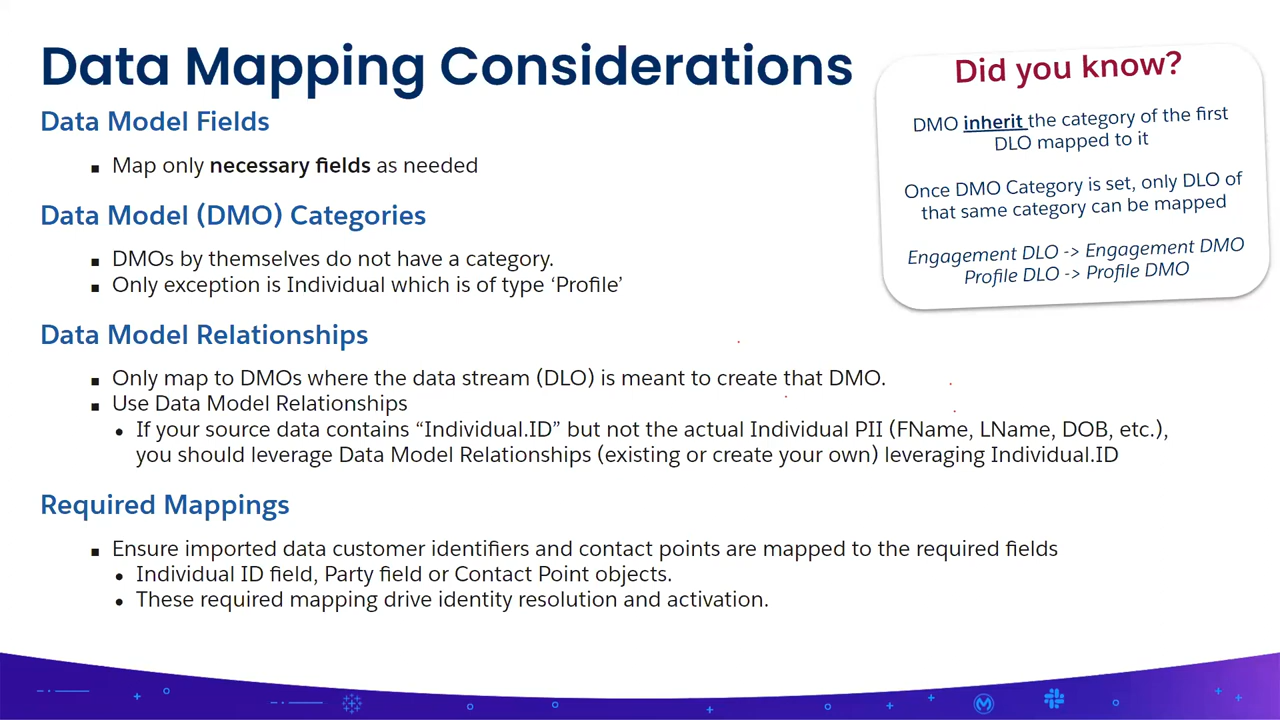 Data Mapping Considerations
Data Model Fields
▪ Map only necessary fields as needed
Data Model (DMO) Categories
▪ DMOs by themselves do not have a category.
▪ Only exception is Individual which is of type ‘Profile’
Data Model Relationships
▪ Only map to DMOs where the data stream (DLO) is meant to create that DMO.
▪ Use Data Model Relationships
• If your source data contains “Individual.ID” but not the actual Individual PII (FName, LName, DOB, etc.),
you should leverage Data Model Relationships (existing or create your own) leveraging Individual.ID
Required Mappings
▪ Ensure imported data customer identifiers and contact points are mapped to the required fields
• Individual ID field, Party field or Contact Point objects.
• These required mapping drive identity resolution and activation.
Did you know?
DMO inherit the category of the first
DLO mapped to it
Once DMO Category is set, only DLO of
that same category can be mapped
Engagement DLO -> Engagement DMO
Profile DLO -> Profile DMO